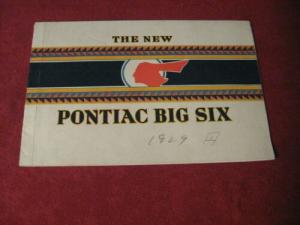 THE NEW
PONTIAC BIG SIX
1929